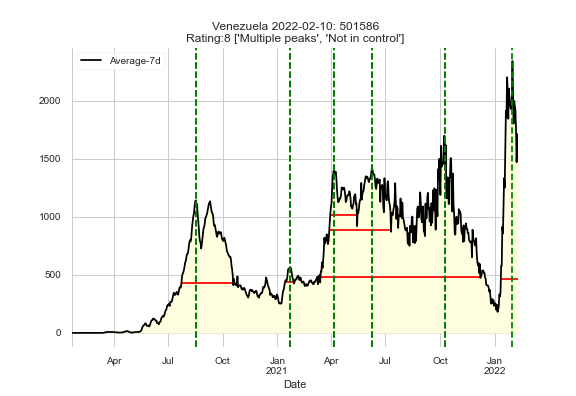 Venezuela 2022-02-10: 501586
Rating:8 ['Multiple peaks', 'Not in control']
Average-7d
2000
1500
1000
500
0
Apr
Jul
Oct
Jan
2021
Apr
Jul
Oct
Jan
2022
Date